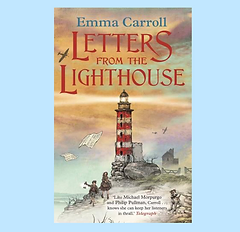 Emma Carroll
LETTERS
FROM THE
LIGHTHOUSE
"Like Michael Morpurgo
and Philip Pullman, Carroll
knows she can keep her listeners
in thrall." Telegraph